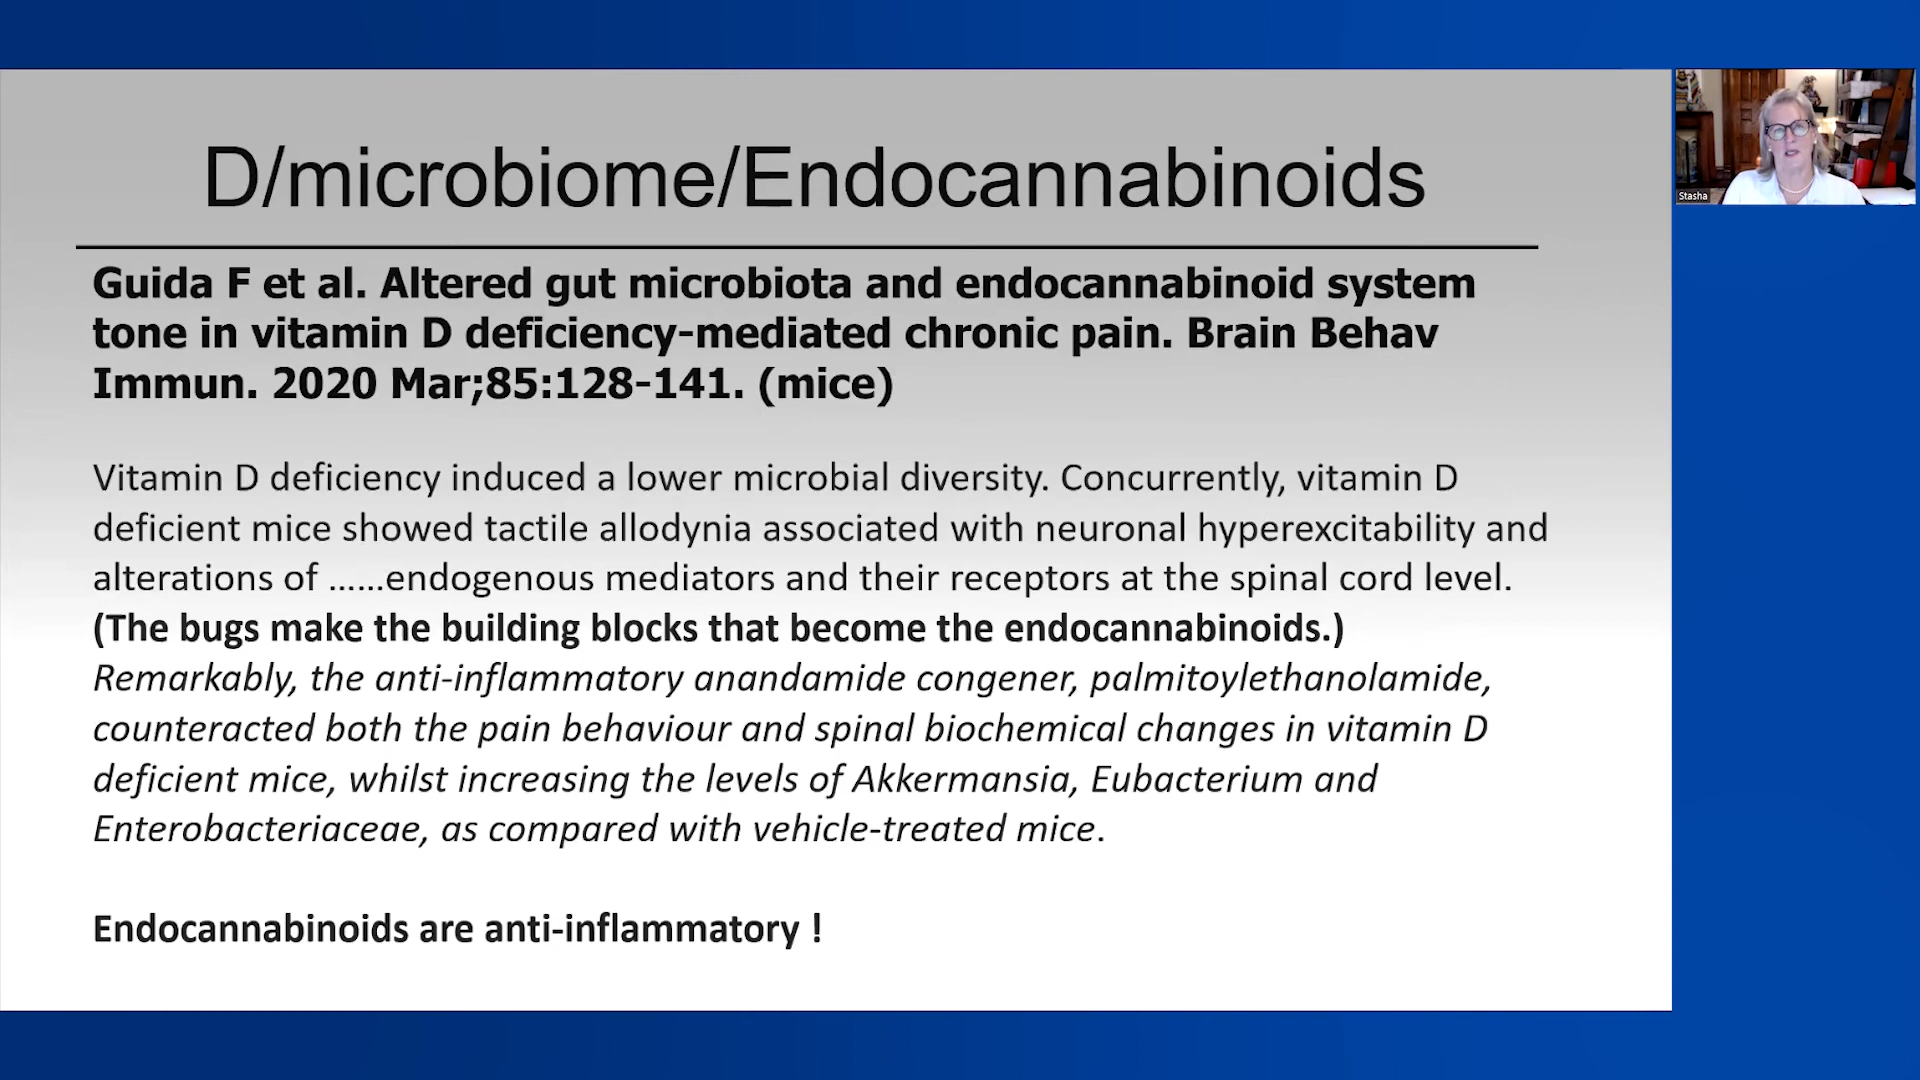 D/microbiome/Endocannabinoids
Guida F et al. Altered gut microbiota and endocannabinoid system
tone in vitamin D deficiency-mediated chronic pain. Brain Behav
Immun. 2020 Mar;85:128-141. (mice)
Vitamin D deficiency induced a lower microbial diversity. Concurrently, vitamin D
deficient mice showed tactile allodynia associated with neuronal hyperexcitability and
alterations of ……endogenous mediators and their receptors at the spinal cord level.
(The bugs make the building blocks that become the endocannabinoids.)
Remarkably, the anti-inflammatory anandamide congener, palmitoylethanolamide,
counteracted both the pain behaviour and spinal biochemical changes in vitamin D
deficient mice, whilst increasing the levels of Akkermansia, Eubacterium and
Enterobacteriaceae, as compared with vehicle-treated mice.
Endocannabinoids are anti-inflammatory !
Stasha